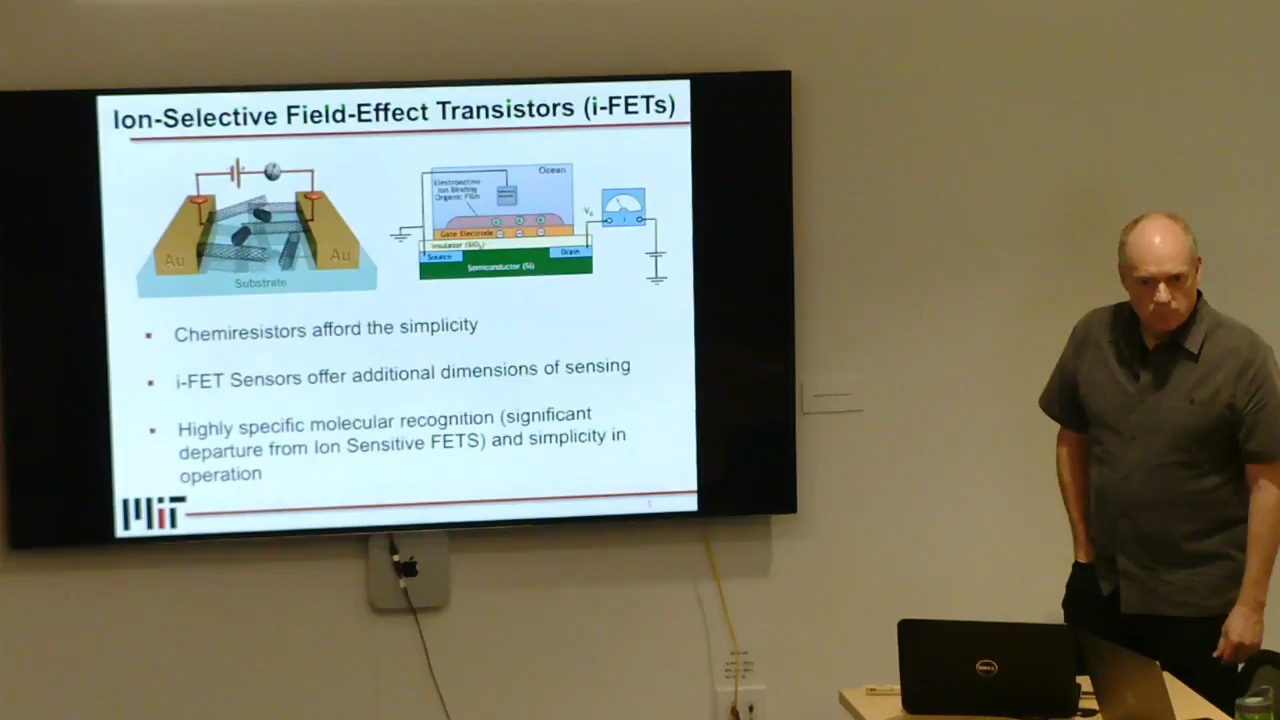 Ion-Selective Field-Effect Transistors (i-FETs)
Au
Au
Substrate
Ocean
Electroactive
Ion Binding
Organic Film
Gate Electrode
Insulator (SiO₂)
Source
Drain
Semiconductor (Si)
i
▪ Chemiresistors afford the simplicity
▪ i-FET Sensors offer additional dimensions of sensing
▪ Highly specific molecular recognition (significant
departure from Ion Sensitive FETS) and simplicity in
operation
MIT
DELL